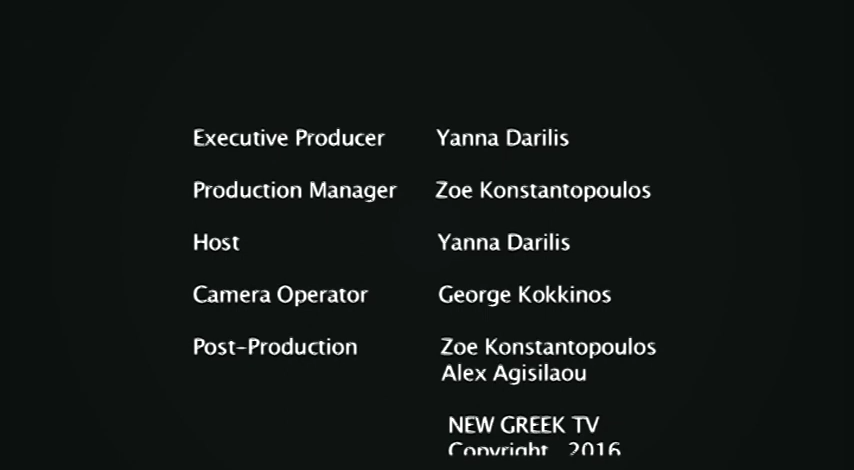 Executive Producer Yanna Darilis
Production Manager Zoe Konstantopoulos
Host Yanna Darilis
Camera Operator George Kokkinos
Post-Production Zoe Konstantopoulos
Alex Agisilaou
NEW GREEK TV
Copyright 2016